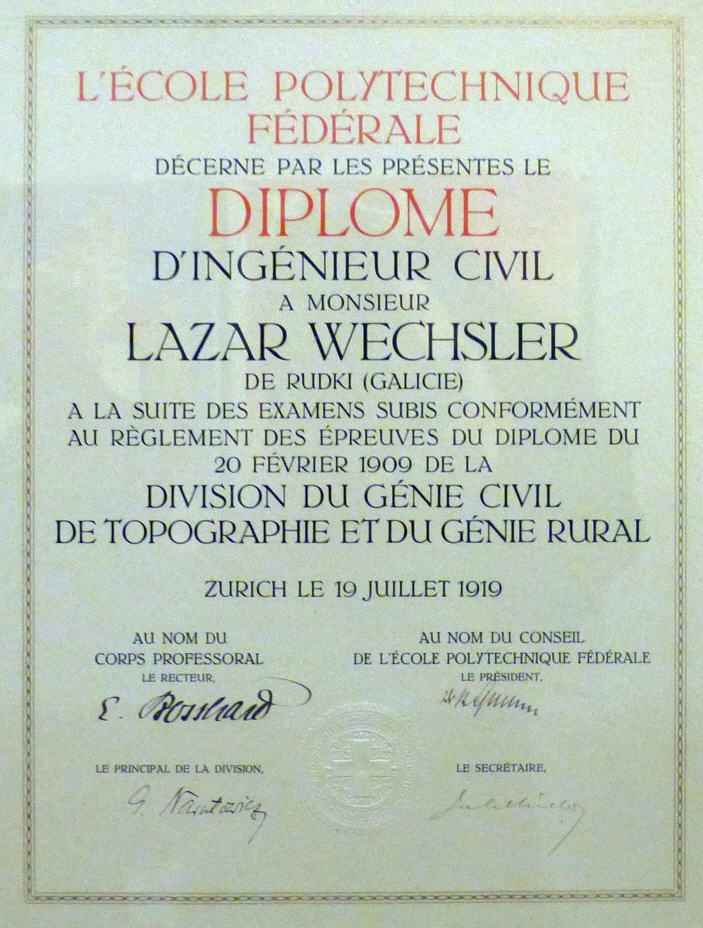 L'ÉCOLE POLYTECHNIQUE
FÉDÉRALE
DÉCERNE PAR LES PRÉSENTES LE
DIPLOME
D'INGÉNIEUR CIVIL
A MONSIEUR
LAZAR WECHSLER
DE RUDKI (GALICIE)
A LA SUITE DES EXAMENS SUBIS CONFORMÉMENT
AU RÈGLEMENT DES ÉPREUVES DU DIPLOME DU
20 FÉVRIER 1909 DE LA
DIVISION DU GÉNIE CIVIL
DE TOPOGRAPHIE ET DU GÉNIE RURAL
ZURICH LE 19 JUILLET 1919
AU NOM DU
CORPS PROFESSORAL
LE RECTEUR,
E. Bosshard
AU NOM DU CONSEIL
DE L'ÉCOLE POLYTECHNIQUE FÉDÉRALE
LE PRÉSIDENT,
LE PRINCIPAL DE LA DIVISION,
G. Narutowicz
LE SECRÉTAIRE,